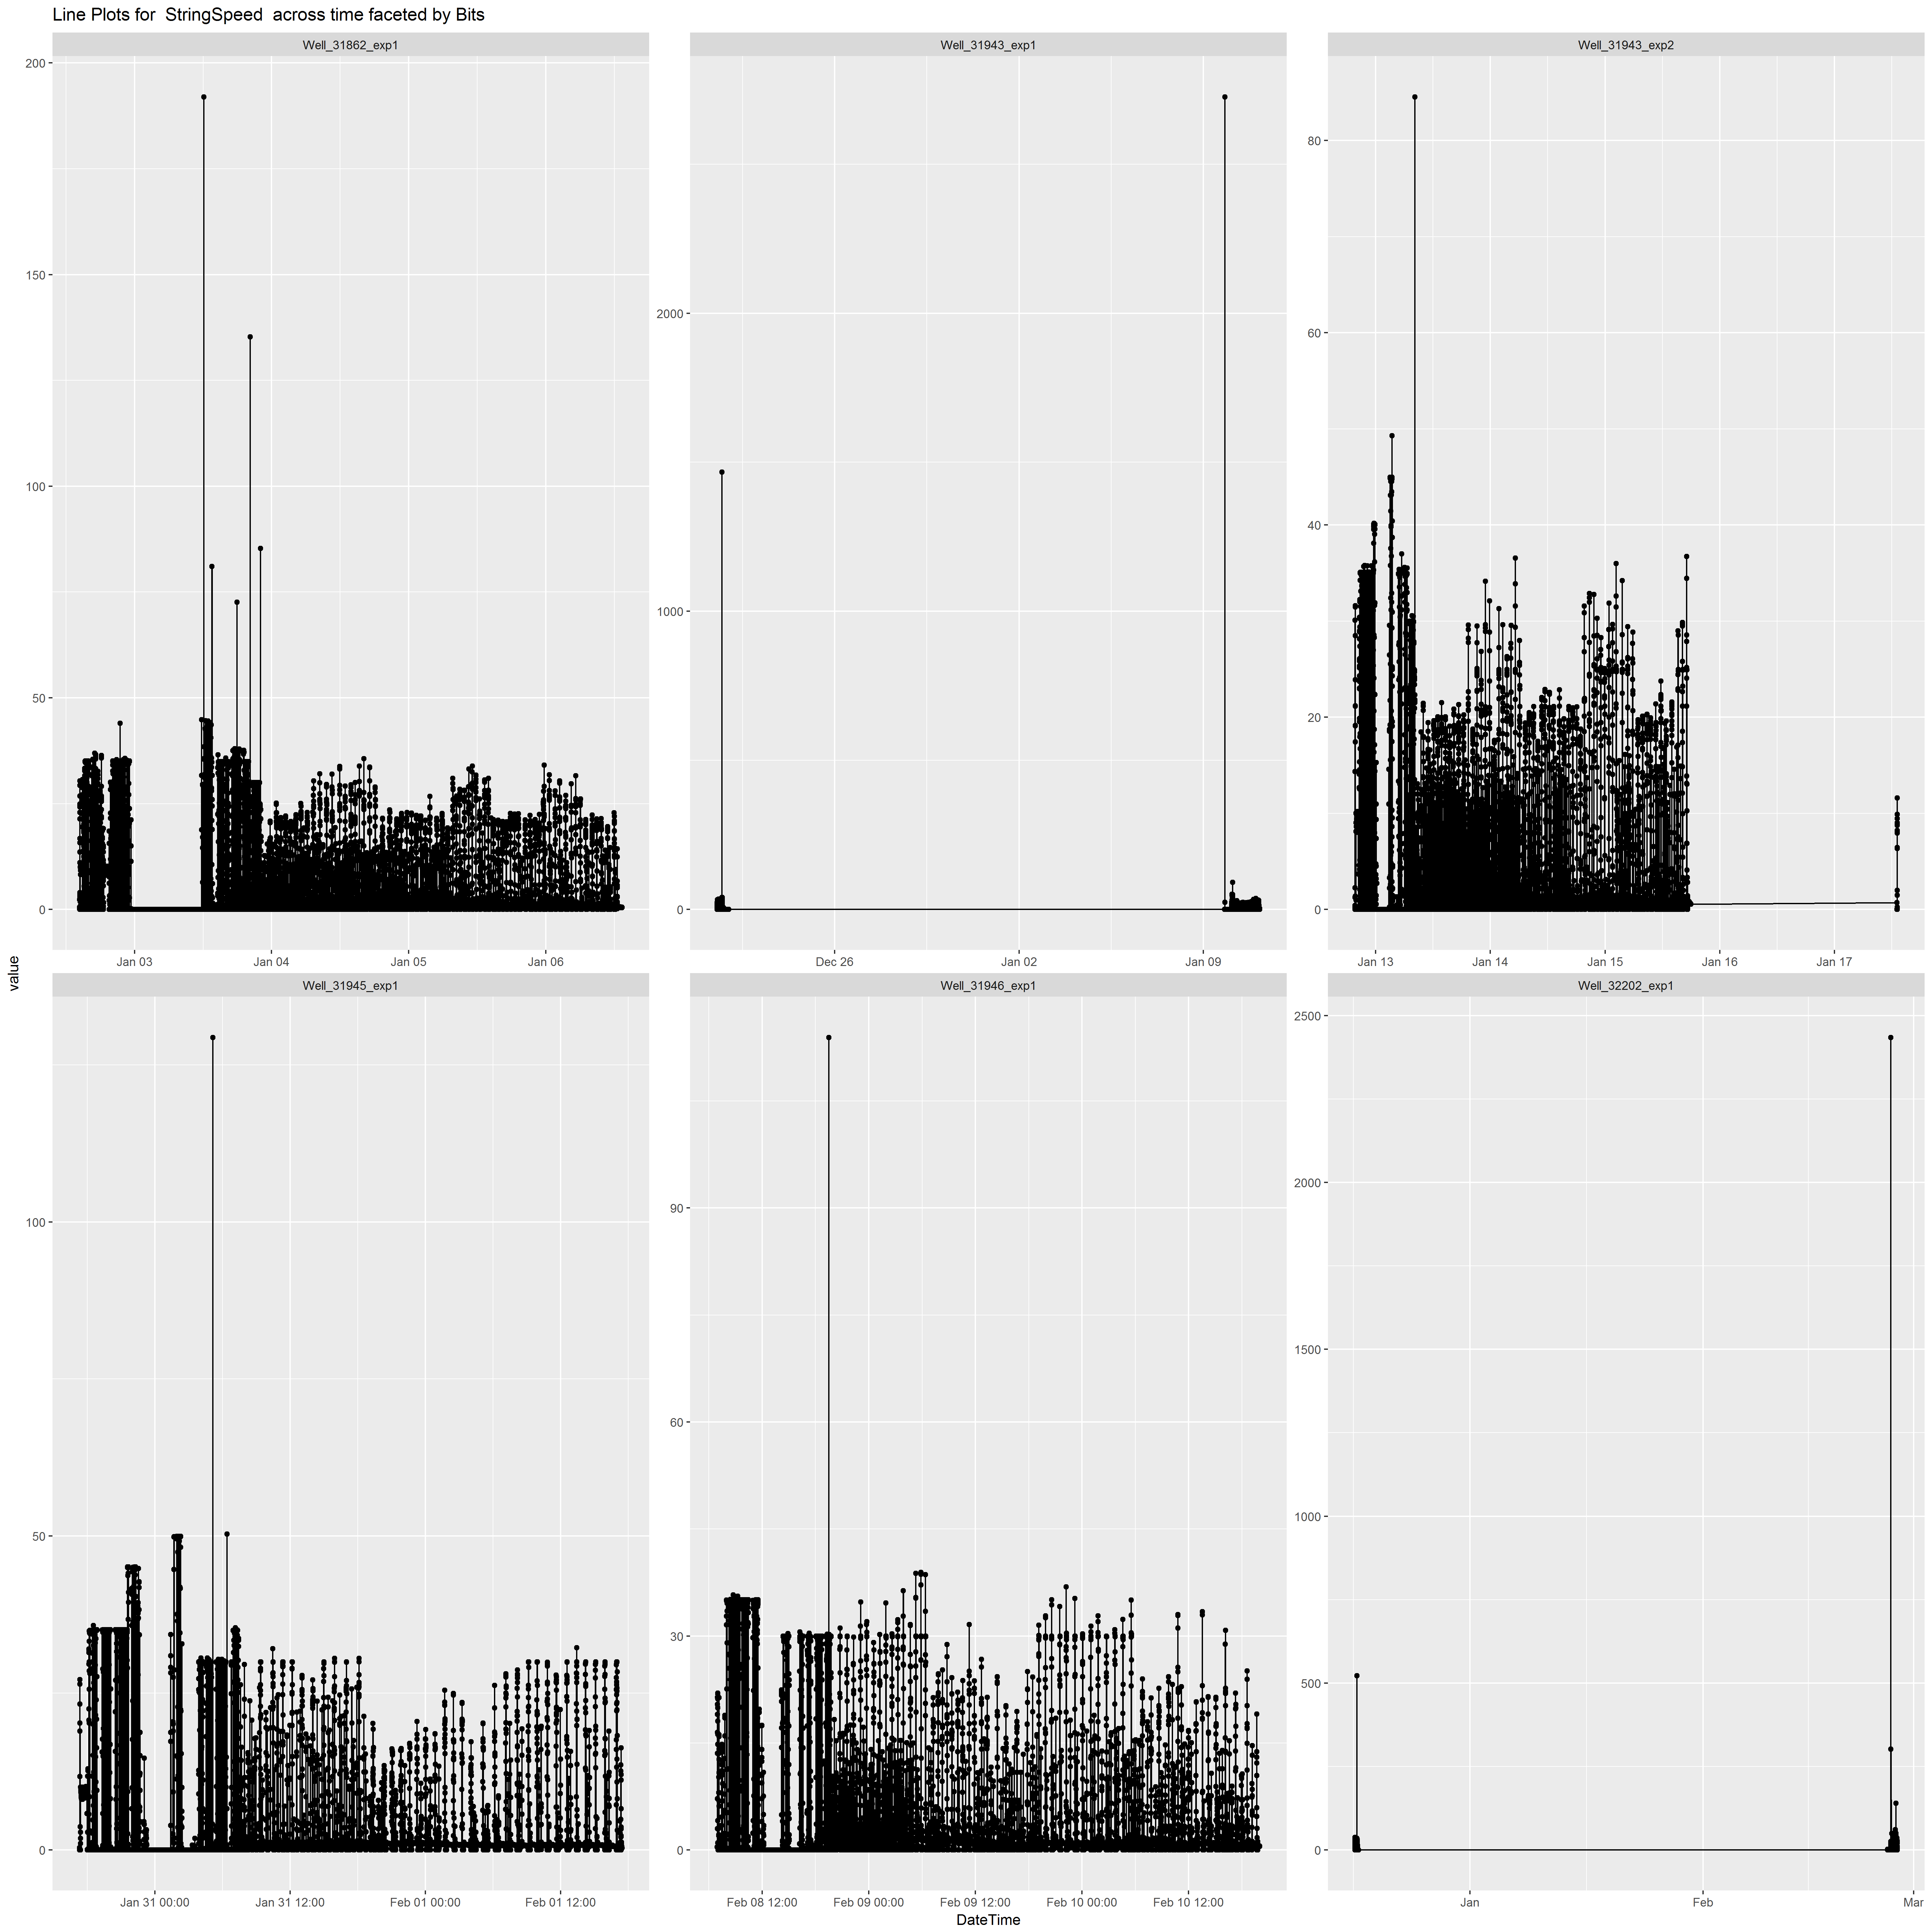 Line Plots for  StringSpeed  across time faceted by Bits
Well_31862_exp1
Well_31943_exp1
Well_31943_exp2
200
150
100
50
0
2000
1000
0
80
60
40
20
0
Jan 03 Jan 04 Jan 05 Jan 06
Dec 26 Jan 02 Jan 09
Jan 13 Jan 14 Jan 15 Jan 16 Jan 17
value
Well_31945_exp1
Well_31946_exp1
Well_32202_exp1
100
50
0
90
60
30
0
2500
2000
1500
1000
500
0
Jan 31 00:00 Jan 31 12:00 Feb 01 00:00 Feb 01 12:00
Feb 08 12:00 Feb 09 00:00 Feb 09 12:00 Feb 10 00:00 Feb 10 12:00
Jan Feb Mar
DateTime